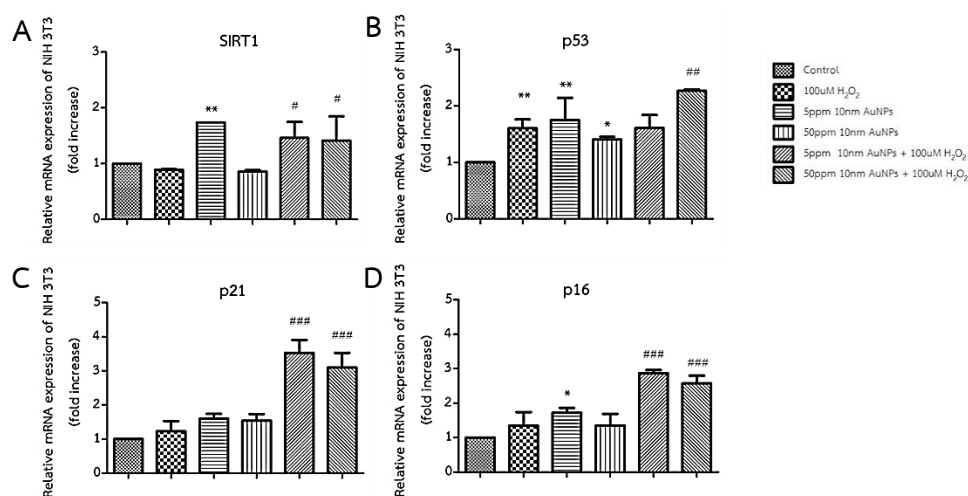 A
SIRT1
Relative mRNA expression of NIH 3T3
(fold increase)
3
2
1
0
**
#
#
B
p53
Relative mRNA expression of NIH 3T3
(fold increase)
3
2
1
0
**
**
*
##
Control
100uM H₂O₂
5ppm 10nm AuNPs
50ppm 10nm AuNPs
5ppm 10nm AuNPs + 100uM H₂O₂
50ppm 10nm AuNPs + 100uM H₂O₂
C
p21
Relative mRNA expression of NIH 3T3
(fold increase)
5
4
3
2
1
0
###
###
D
p16
Relative mRNA expression of NIH 3T3
(fold increase)
5
4
3
2
1
0
*
###
###